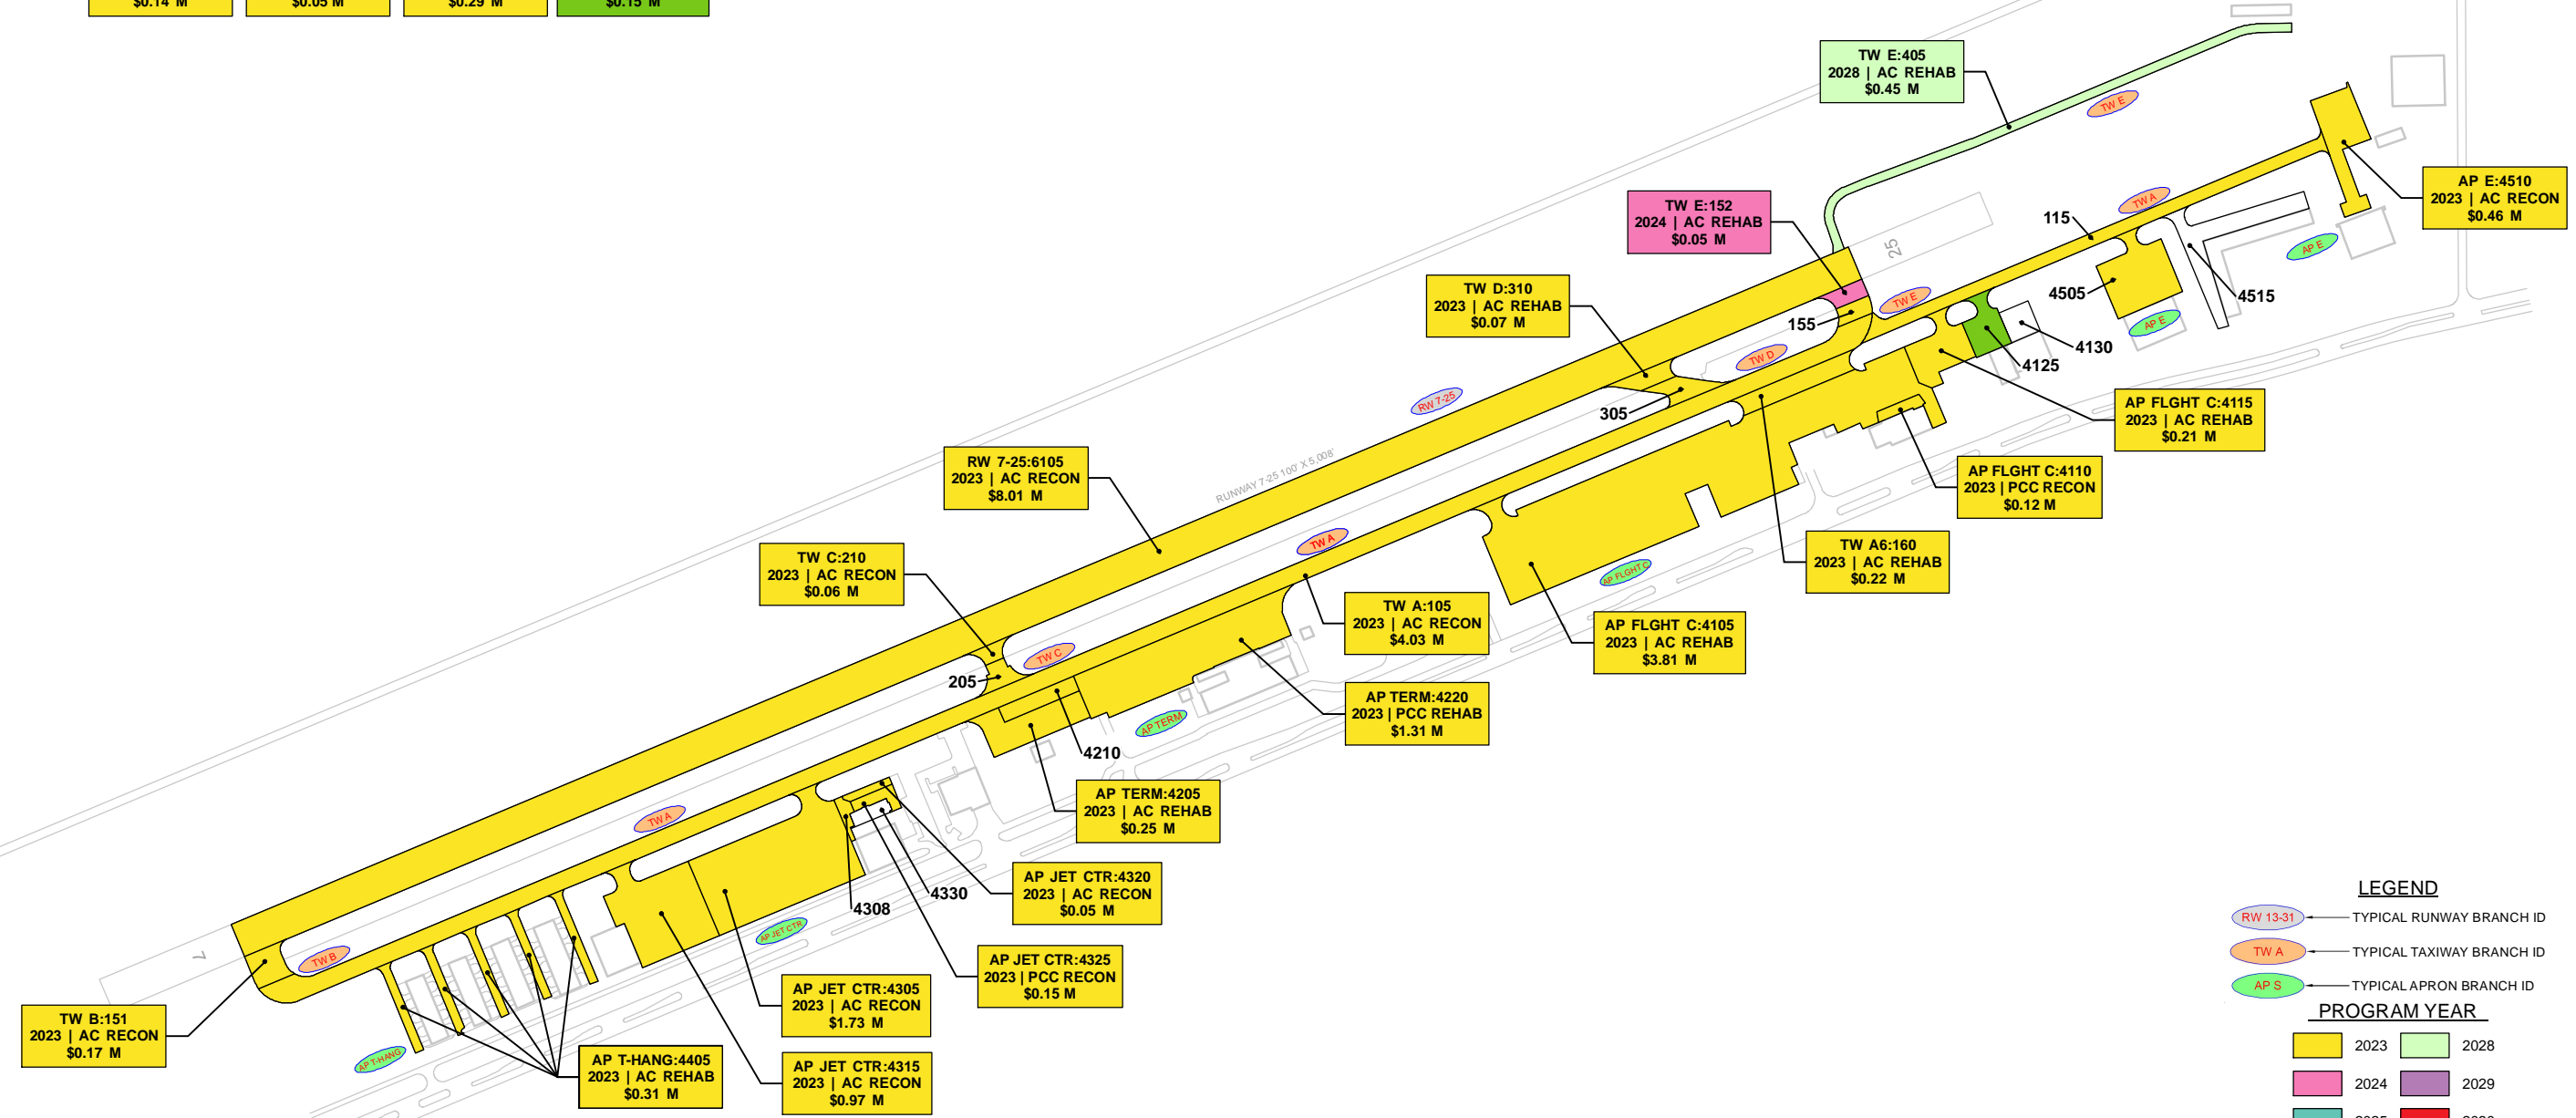 $0.14 M
$0.05 M
$0.29 M
$0.15 M
TW E:405
2028 | AC REHAB
$0.45 M
TW E
TW E:152
2024 | AC REHAB
$0.05 M
AP E:4510
2023 | AC RECON
$0.46 M
TW A
115
AP E
25
TW D:310
2023 | AC REHAB
$0.07 M
TW E
155
4505
4515
AP E
TW D
4130
4125
305
RW 7-25
AP FLGHT C:4115
2023 | AC REHAB
$0.21 M
RW 7-25:6105
2023 | AC RECON
$8.01 M
RUNWAY 7-25 100' X 5,008'
AP FLGHT C:4110
2023 | PCC RECON
$0.12 M
TW C:210
2023 | AC RECON
$0.06 M
TW A
AP FLGHT C
TW A6:160
2023 | AC REHAB
$0.22 M
TW A:105
2023 | AC RECON
$4.03 M
AP FLGHT C:4105
2023 | AC REHAB
$3.81 M
TW C
205
AP TERM:4220
2023 | PCC REHAB
$1.31 M
AP TERM
4210
AP TERM:4205
2023 | AC REHAB
$0.25 M
TW A
AP JET CTR:4320
2023 | AC RECON
$0.05 M
4330
4308
AP JET CTR
7
TW B
AP JET CTR:4325
2023 | PCC RECON
$0.15 M
AP JET CTR:4305
2023 | AC RECON
$1.73 M
TW B:151
2023 | AC RECON
$0.17 M
AP T-HANG
AP T-HANG:4405
2023 | AC REHAB
$0.31 M
AP JET CTR:4315
2023 | AC RECON
$0.97 M
LEGEND
RW 13-31 TYPICAL RUNWAY BRANCH ID
TW A TYPICAL TAXIWAY BRANCH ID
AP S TYPICAL APRON BRANCH ID
PROGRAM YEAR
2023 2028
2024 2029